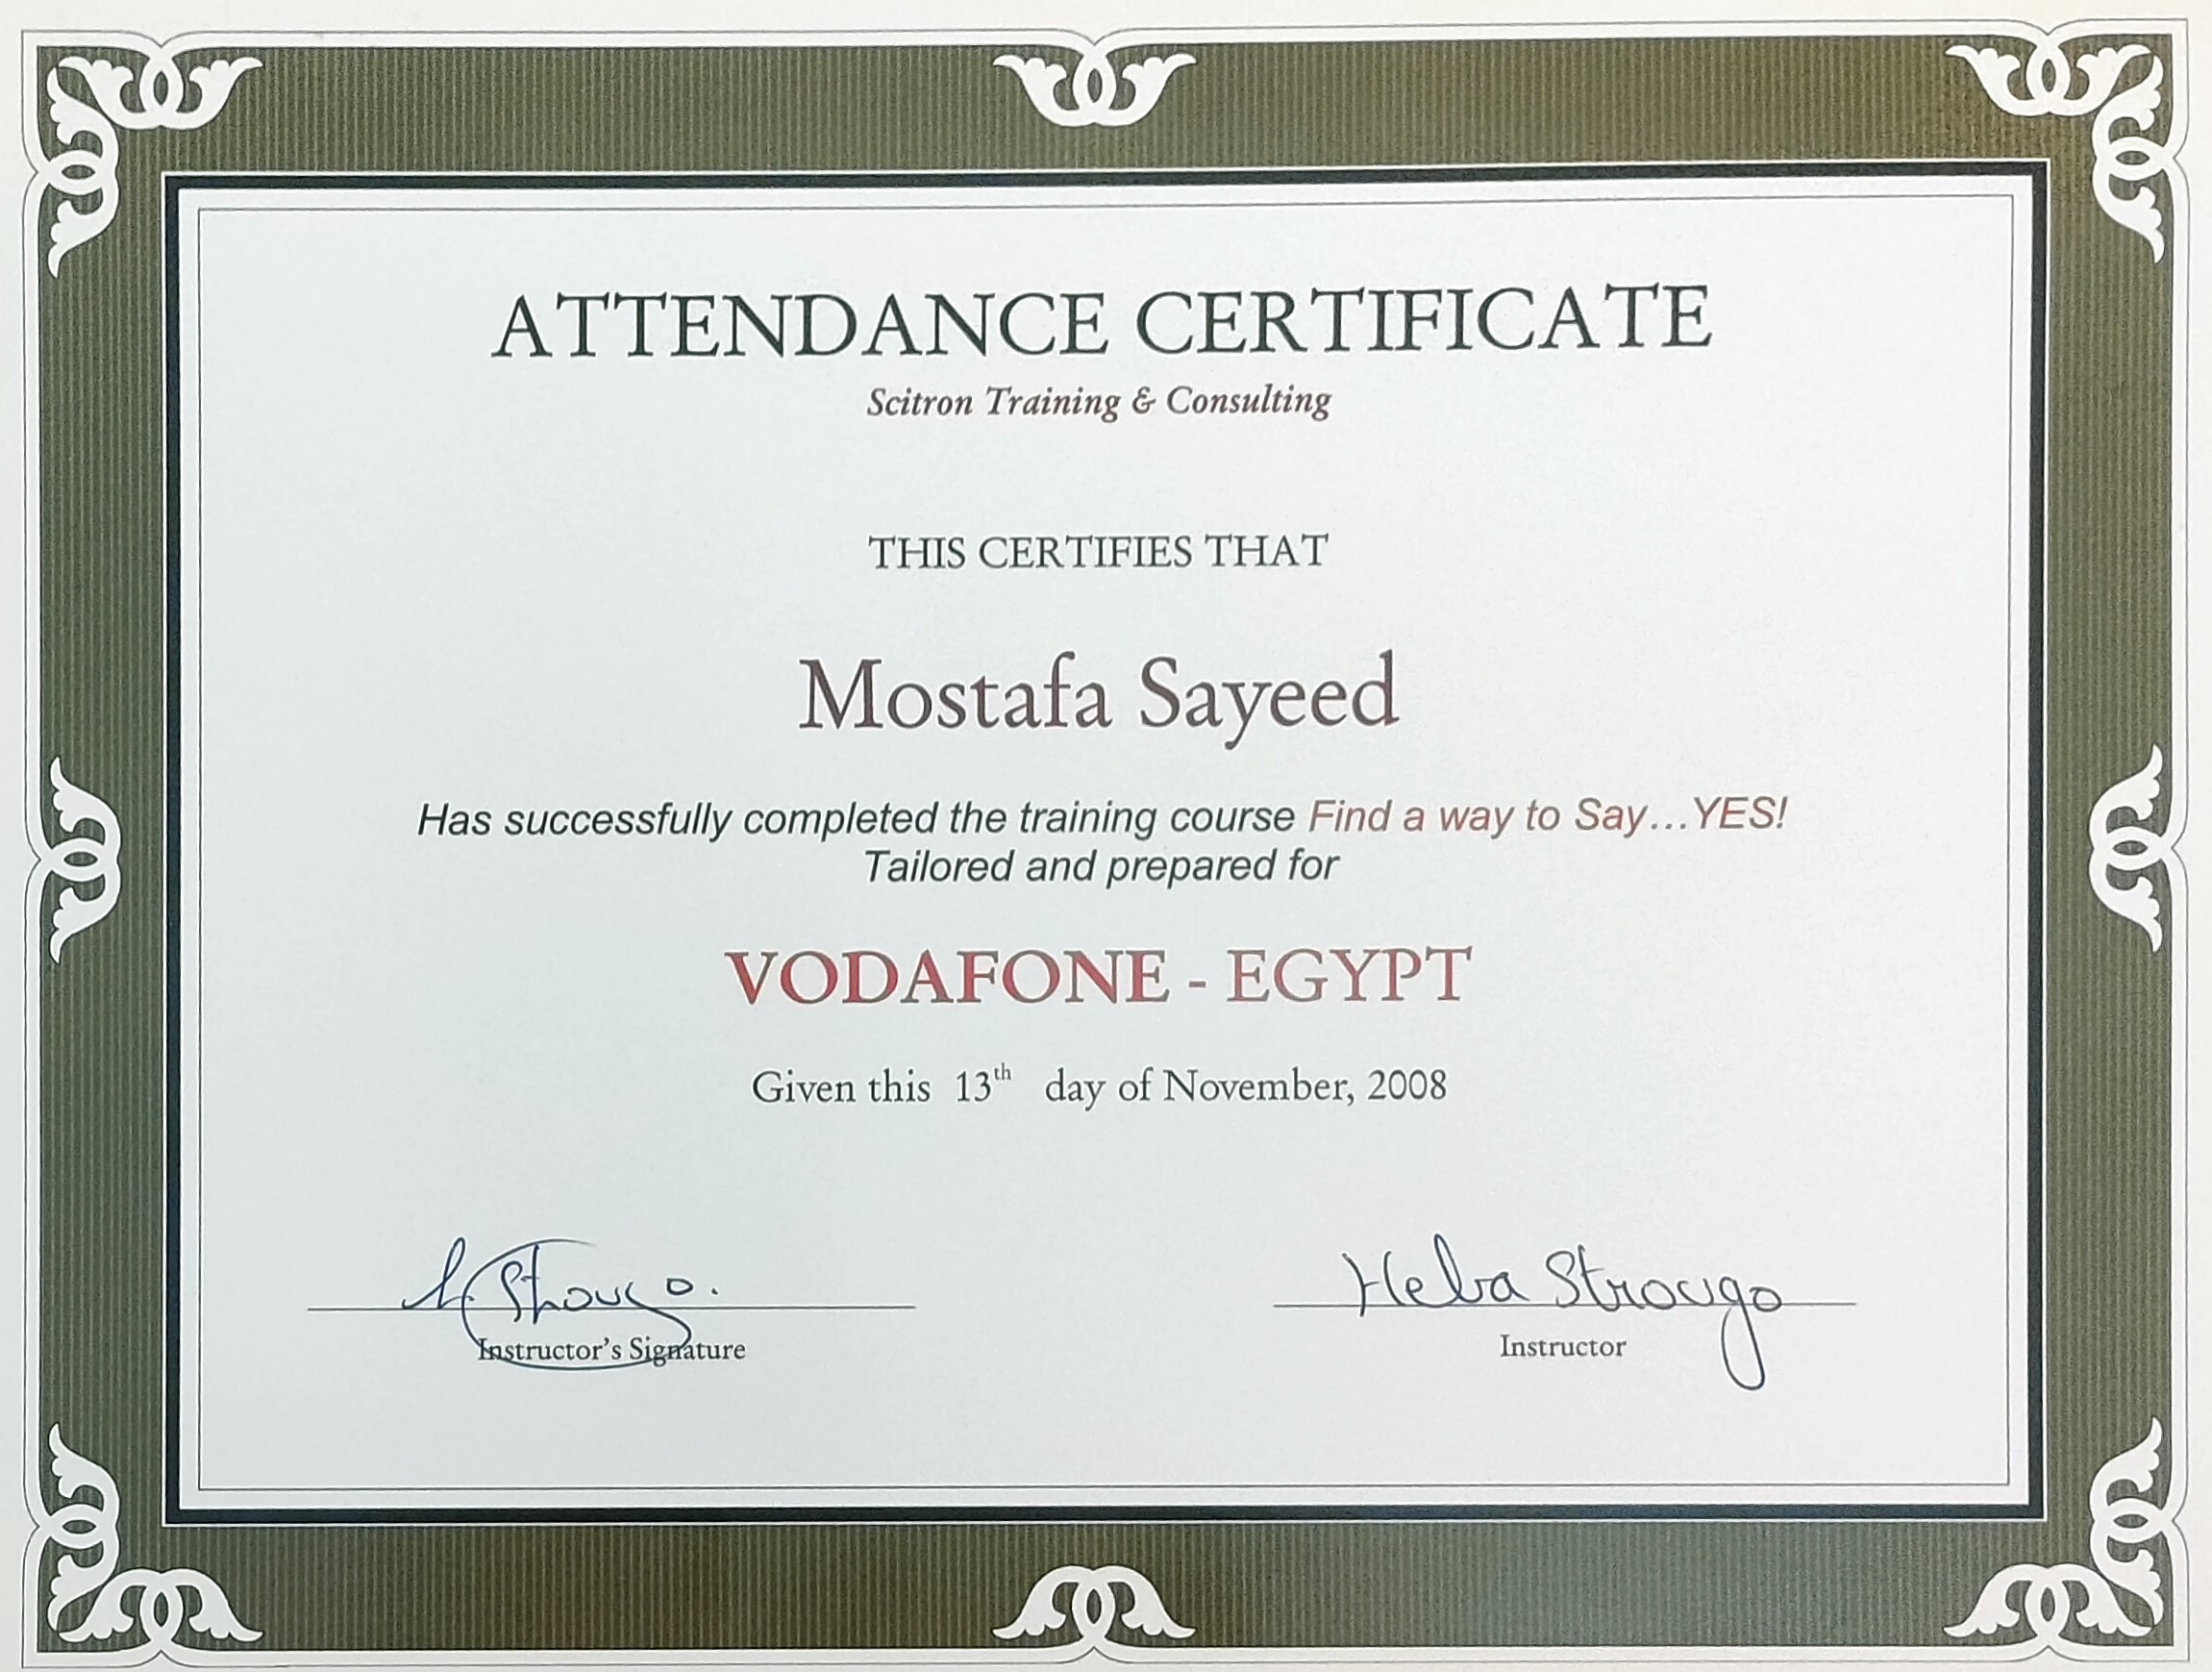 ATTENDANCE CERTIFICATE
Scitron Training & Consulting
THIS CERTIFIES THAT
Mostafa Sayeed
Has successfully completed the training course Find a way to Say...YES!
Tailored and prepared for
VODAFONE - EGYPT
Given this 13th day of November, 2008
Heba Strougo
Instructor's Signature
Instructor